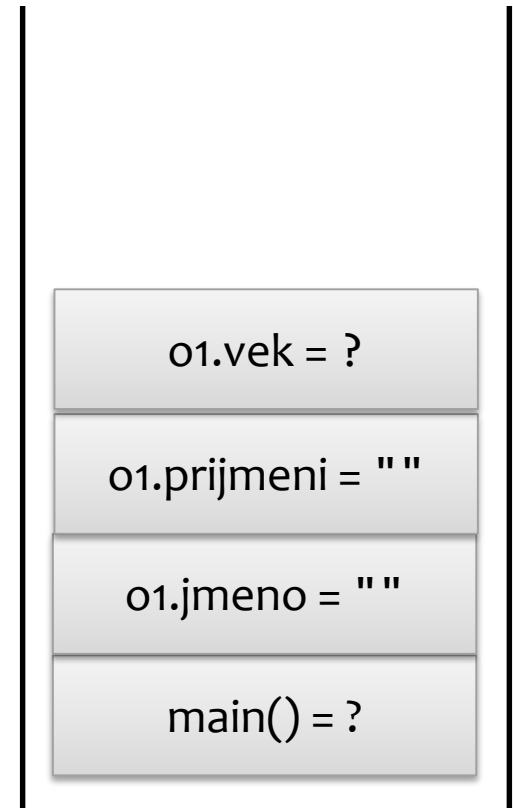 o1.vek = ?
o1.prijmeni = ""
o1.jmeno = ""
main() = ?